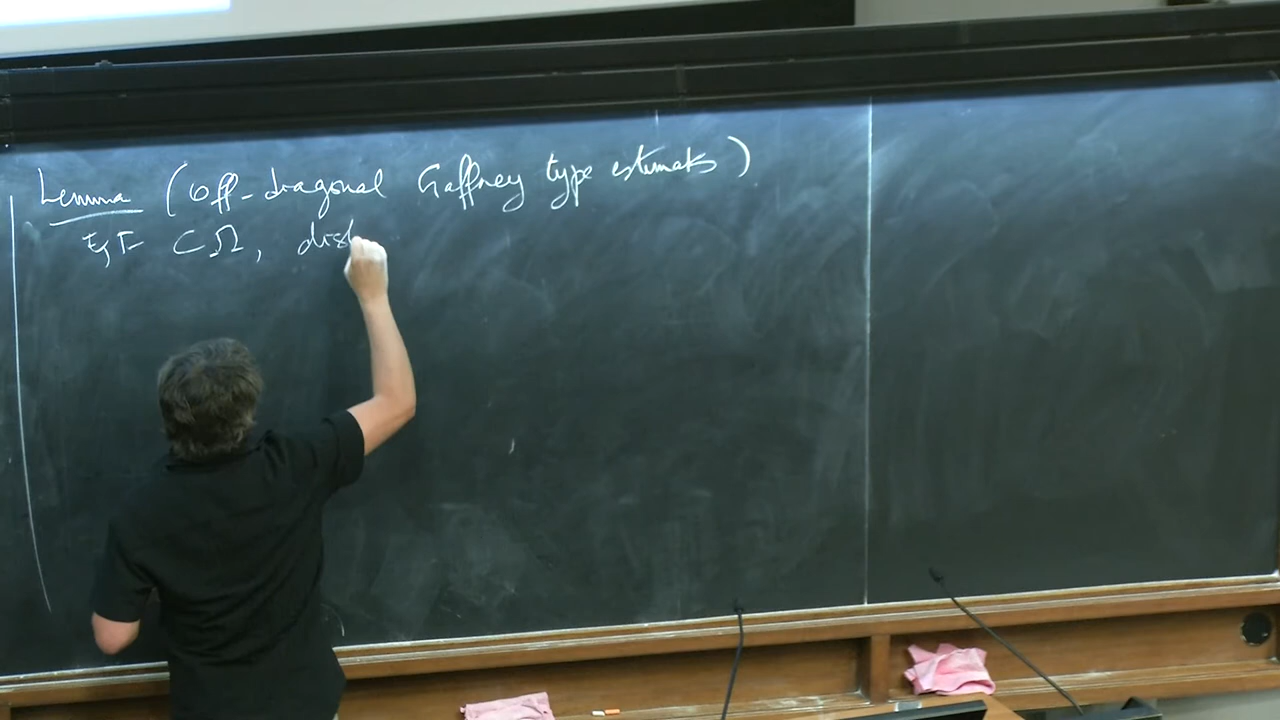 Lemma (off-diagonal Gaffney type estimates)
E, F ⊂ Ω, dist